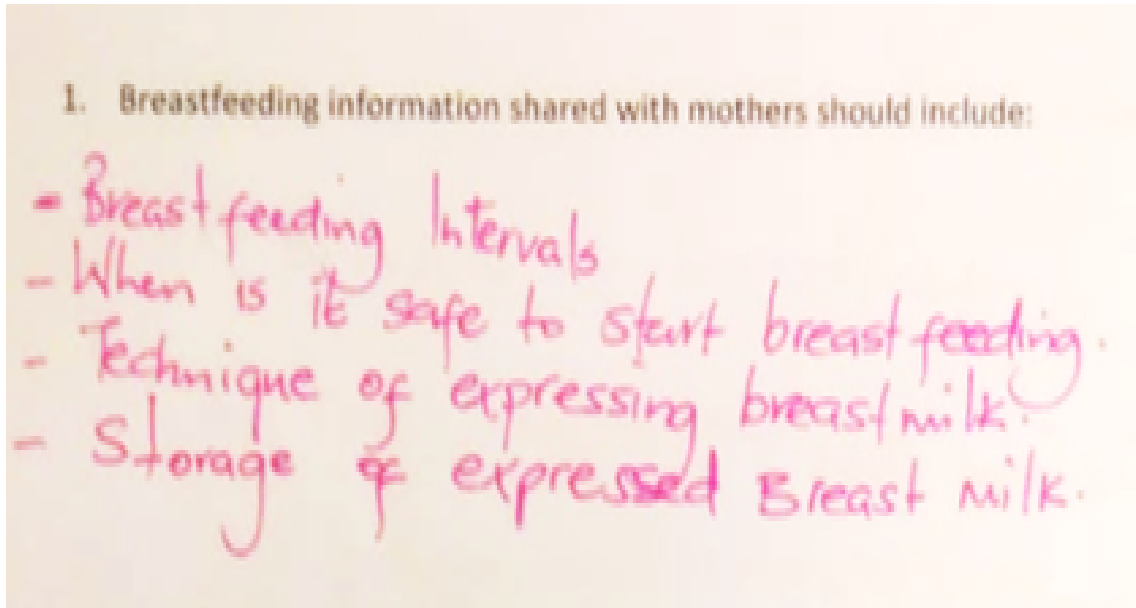 1. Breastfeeding information shared with mothers should include:
- Breast feeding Intervals
- When is it safe to start breast feeding.
- Technique of expressing breast milk.
- Storage of expressed Breast Milk.